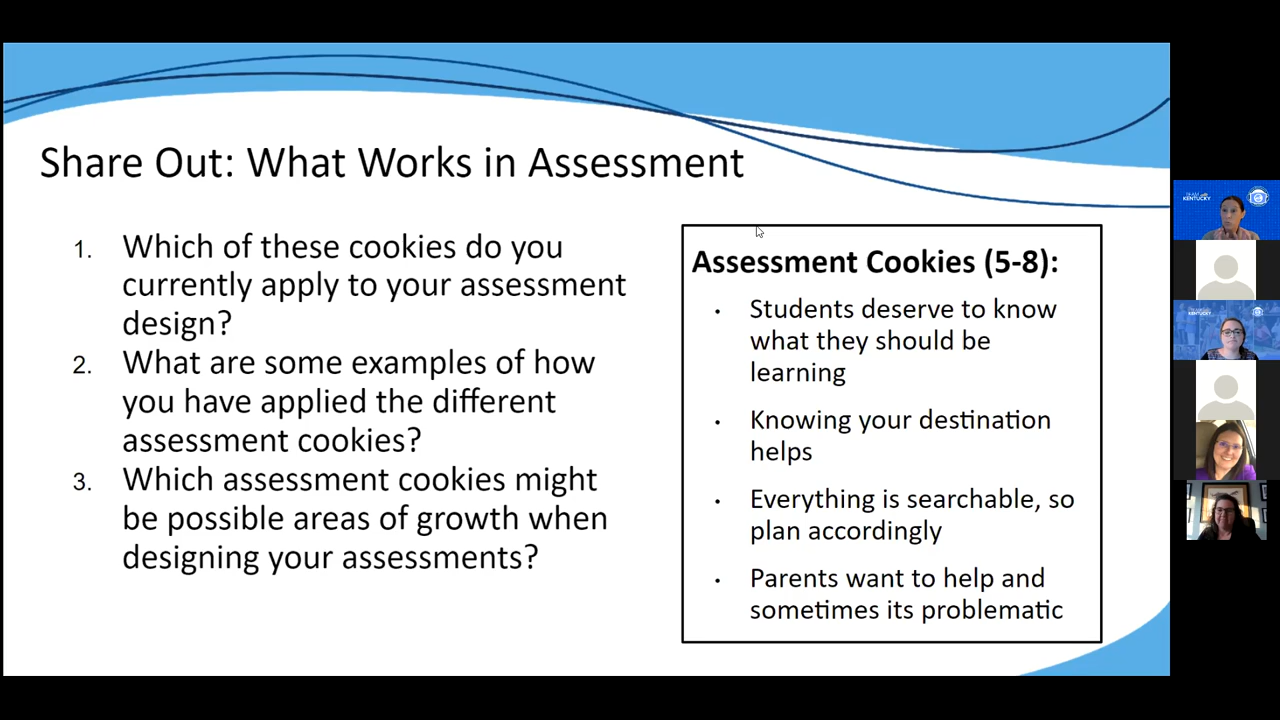 Share Out: What Works in Assessment
1. Which of these cookies do you
currently apply to your assessment
design?
2. What are some examples of how
you have applied the different
assessment cookies?
3. Which assessment cookies might
be possible areas of growth when
designing your assessments?
Assessment Cookies (5-8):
• Students deserve to know
what they should be
learning
• Knowing your destination
helps
• Everything is searchable, so
plan accordingly
• Parents want to help and
sometimes its problematic
TEAM
KENTUCKY
KENTUCKY